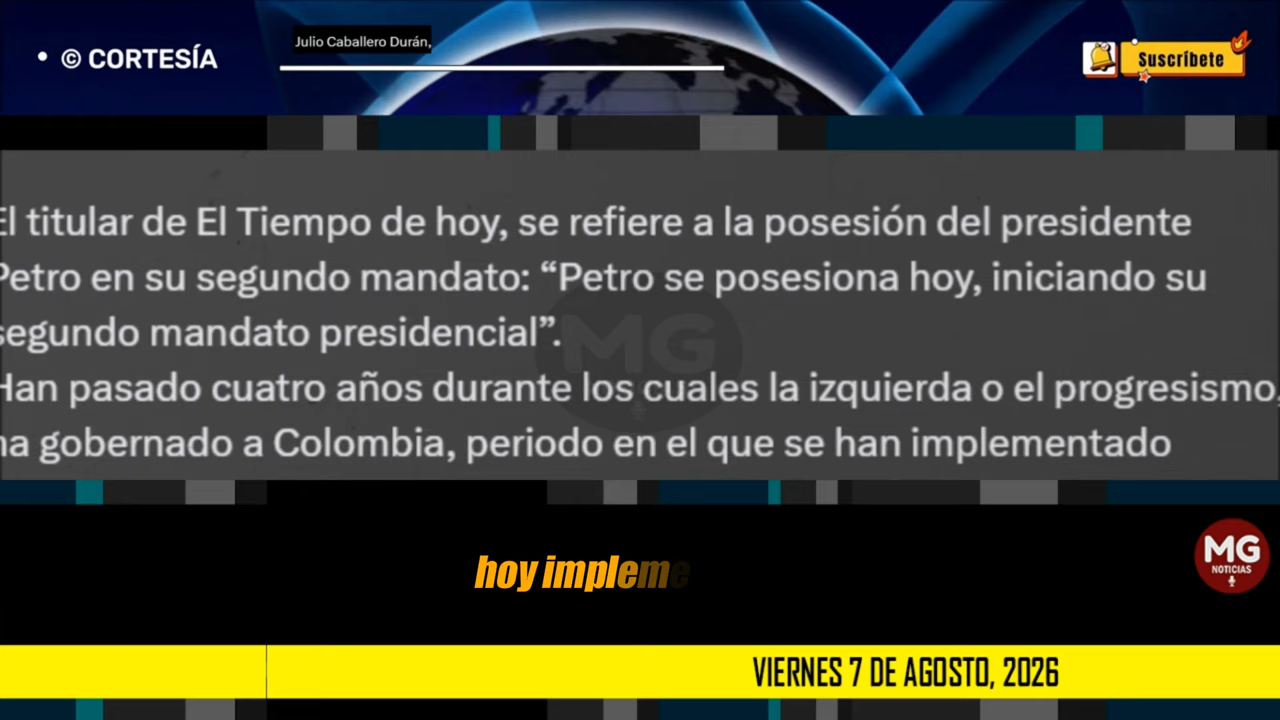 • © CORTESÍA
Julio Caballero Durán,
Suscríbete
El titular de El Tiempo de hoy, se refiere a la posesión del presidente
Petro en su segundo mandato: “Petro se posesiona hoy, iniciando su
segundo mandato presidencial”.
Han pasado cuatro años durante los cuales la izquierda o el progresismo,
ha gobernado a Colombia, periodo en el que se han implementado
MG
hoy impleme
MG
NOTICIAS
VIERNES 7 DE AGOSTO, 2026